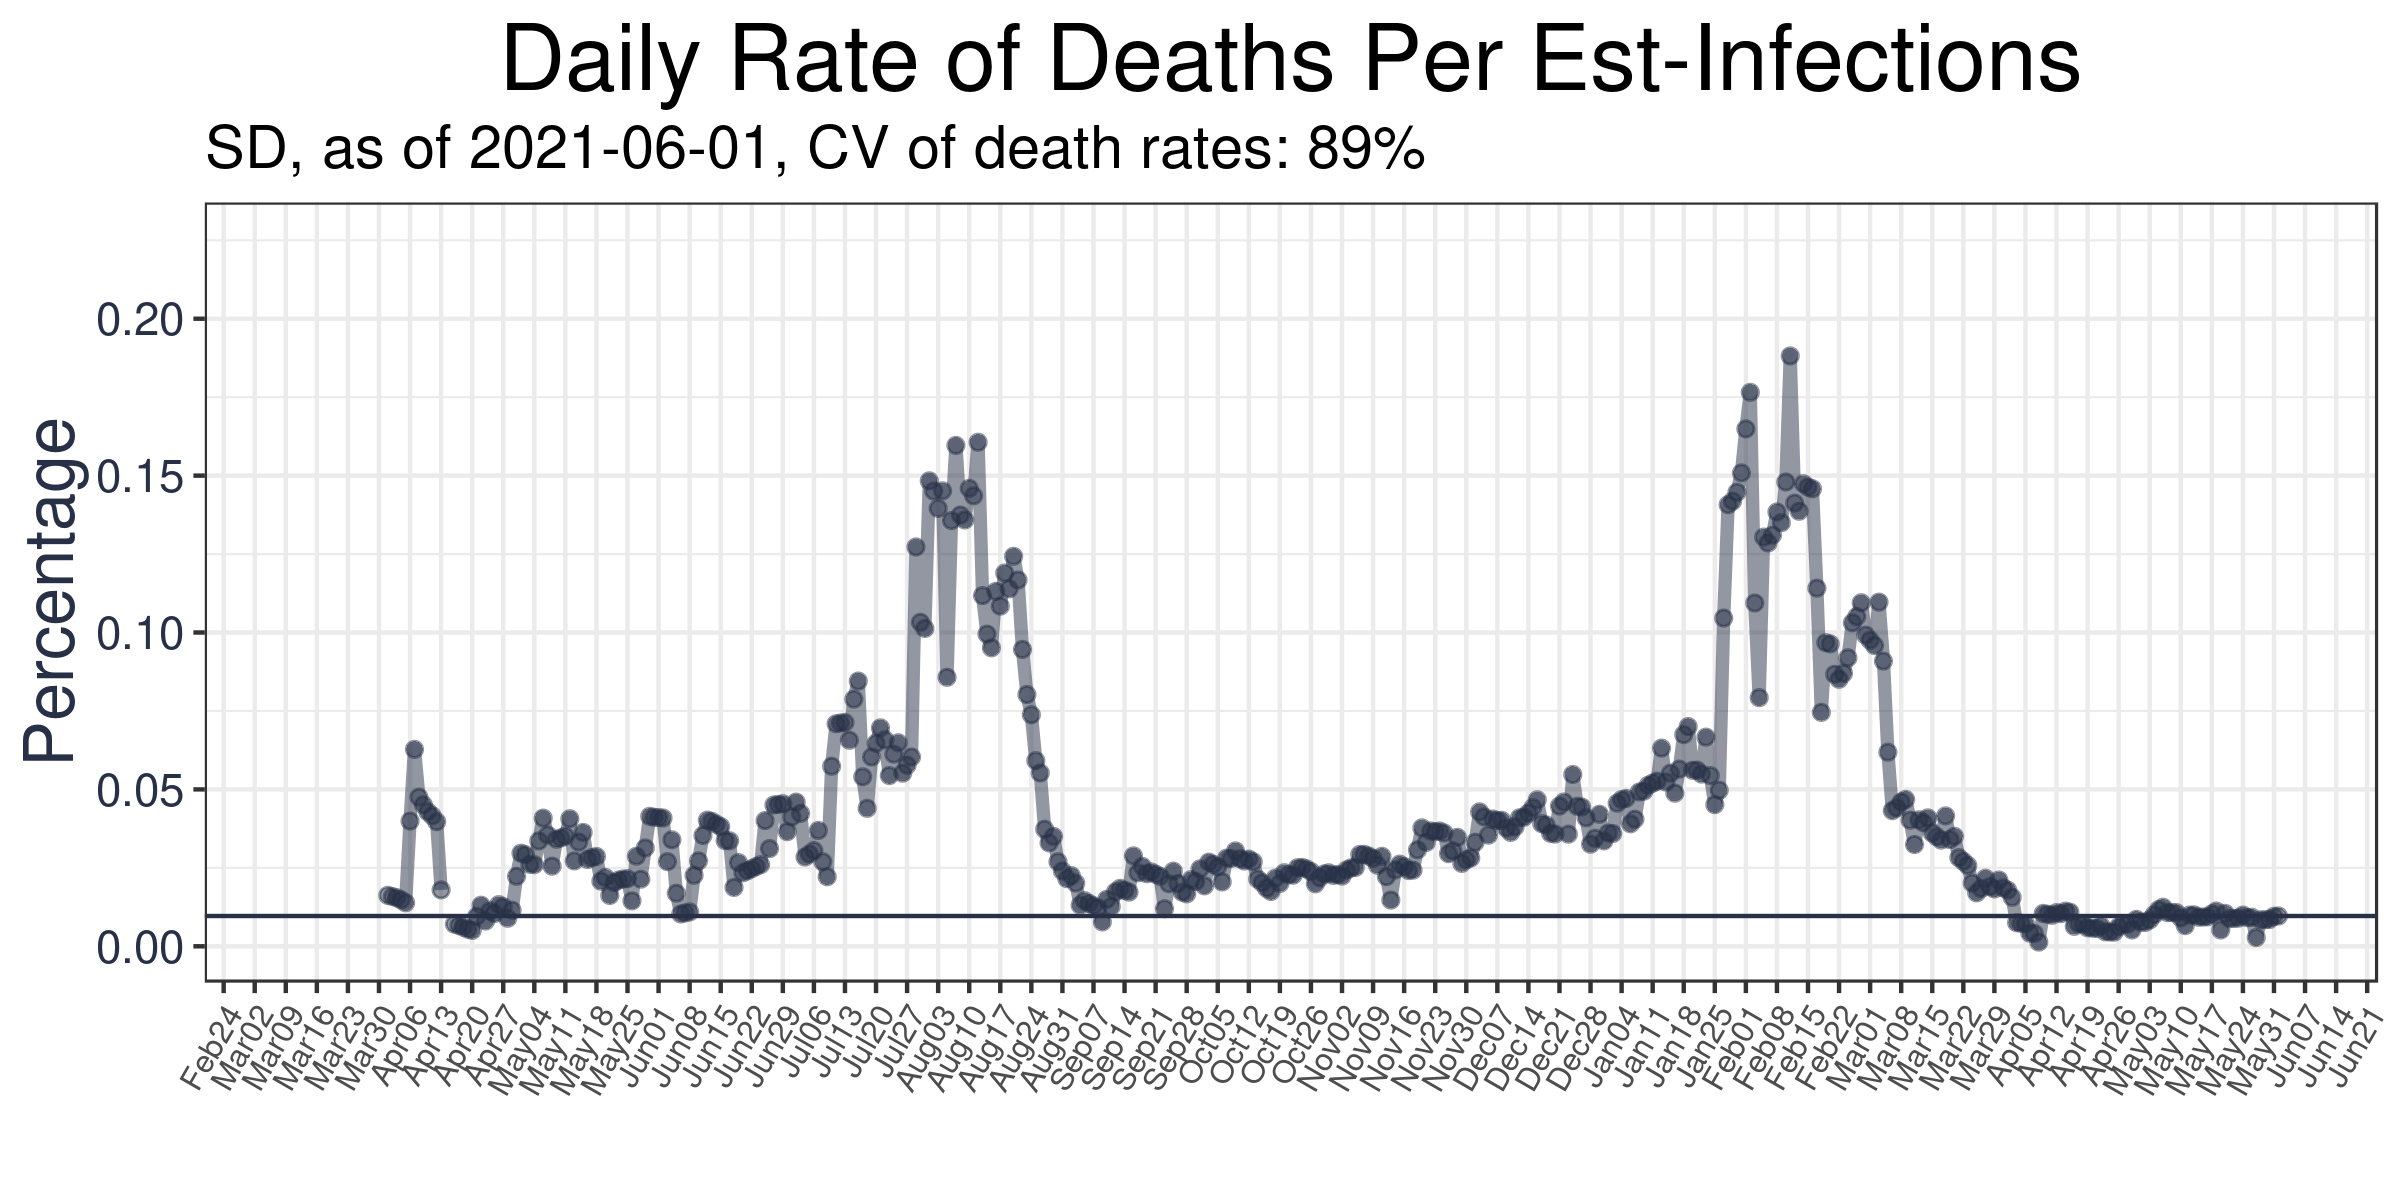 Daily Rate of Deaths Per Est-Infections
SD, as of 2021-06-01, CV of death rates: 89%
Percentage
0.20
0.15
0.10
0.05
0.00
Feb24
Mar02
Mar09
Mar16
Mar23
Mar30
Apr06
Apr13
Apr20
Apr27
May04
May11
May18
May25
Jun01
Jun08
Jun15
Jun22
Jun29
Jul06
Jul13
Jul20
Jul27
Aug03
Aug10
Aug17
Aug24
Aug31
Sep07
Sep14
Sep21
Sep28
Oct05
Oct12
Oct19
Oct26
Nov02
Nov09
Nov16
Nov23
Nov30
Dec07
Dec14
Dec21
Dec28
Jan04
Jan11
Jan18
Jan25
Feb01
Feb08
Feb15
Feb22
Mar01
Mar08
Mar15
Mar22
Mar29
Apr05
Apr12
Apr19
Apr26
May03
May10
May17
May24
May31
Jun07
Jun14
Jun21